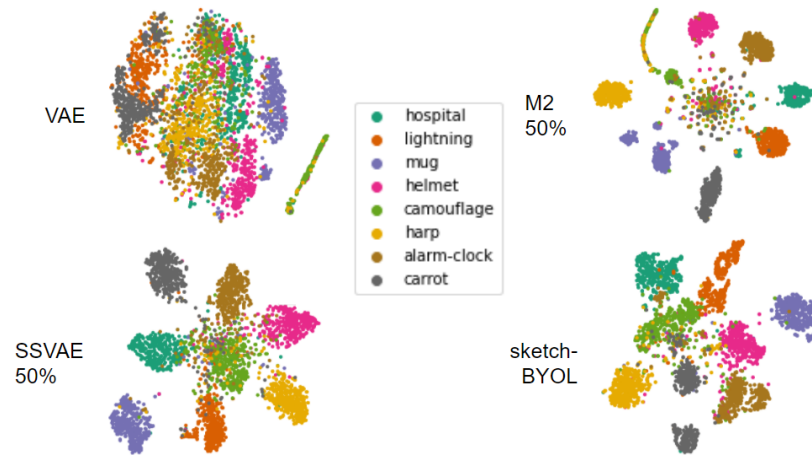 VAE
hospital
lightning
mug
helmet
camouflage
harp
alarm-clock
carrot
M2
50%
SSVAE
50%
sketch-
BYOL